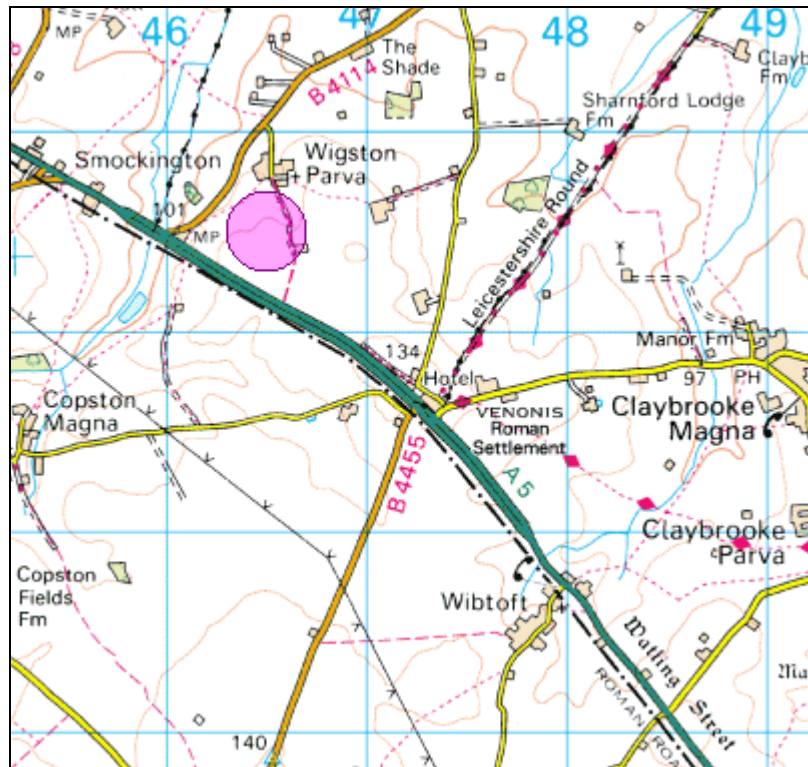 MP
46
47
48
49
The
Shade
B4114
Clayb
Fm
Sharnford Lodge
Fm
Smockington
Wigston
Parva
101
MP
Leicestershire Round
134
Hotel
Manor Fm
97
PH
Copston
Magna
VENONIS
Roman
Settlement
Claybrooke
Magna
B4455
A5
Claybrooke
Parva
Copston
Fields
Fm
Wibtoft
Watling Street
ROMAN ROA
Ma
140